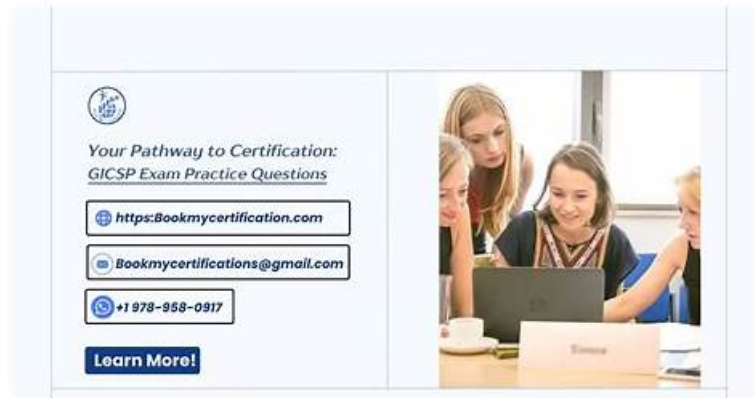 Your Pathway to Certification:
GICSP Exam Practice Questions
https:Bookmycertification.com
Bookmycertifications@gmail.com
+1 978-958-0917
Learn More!